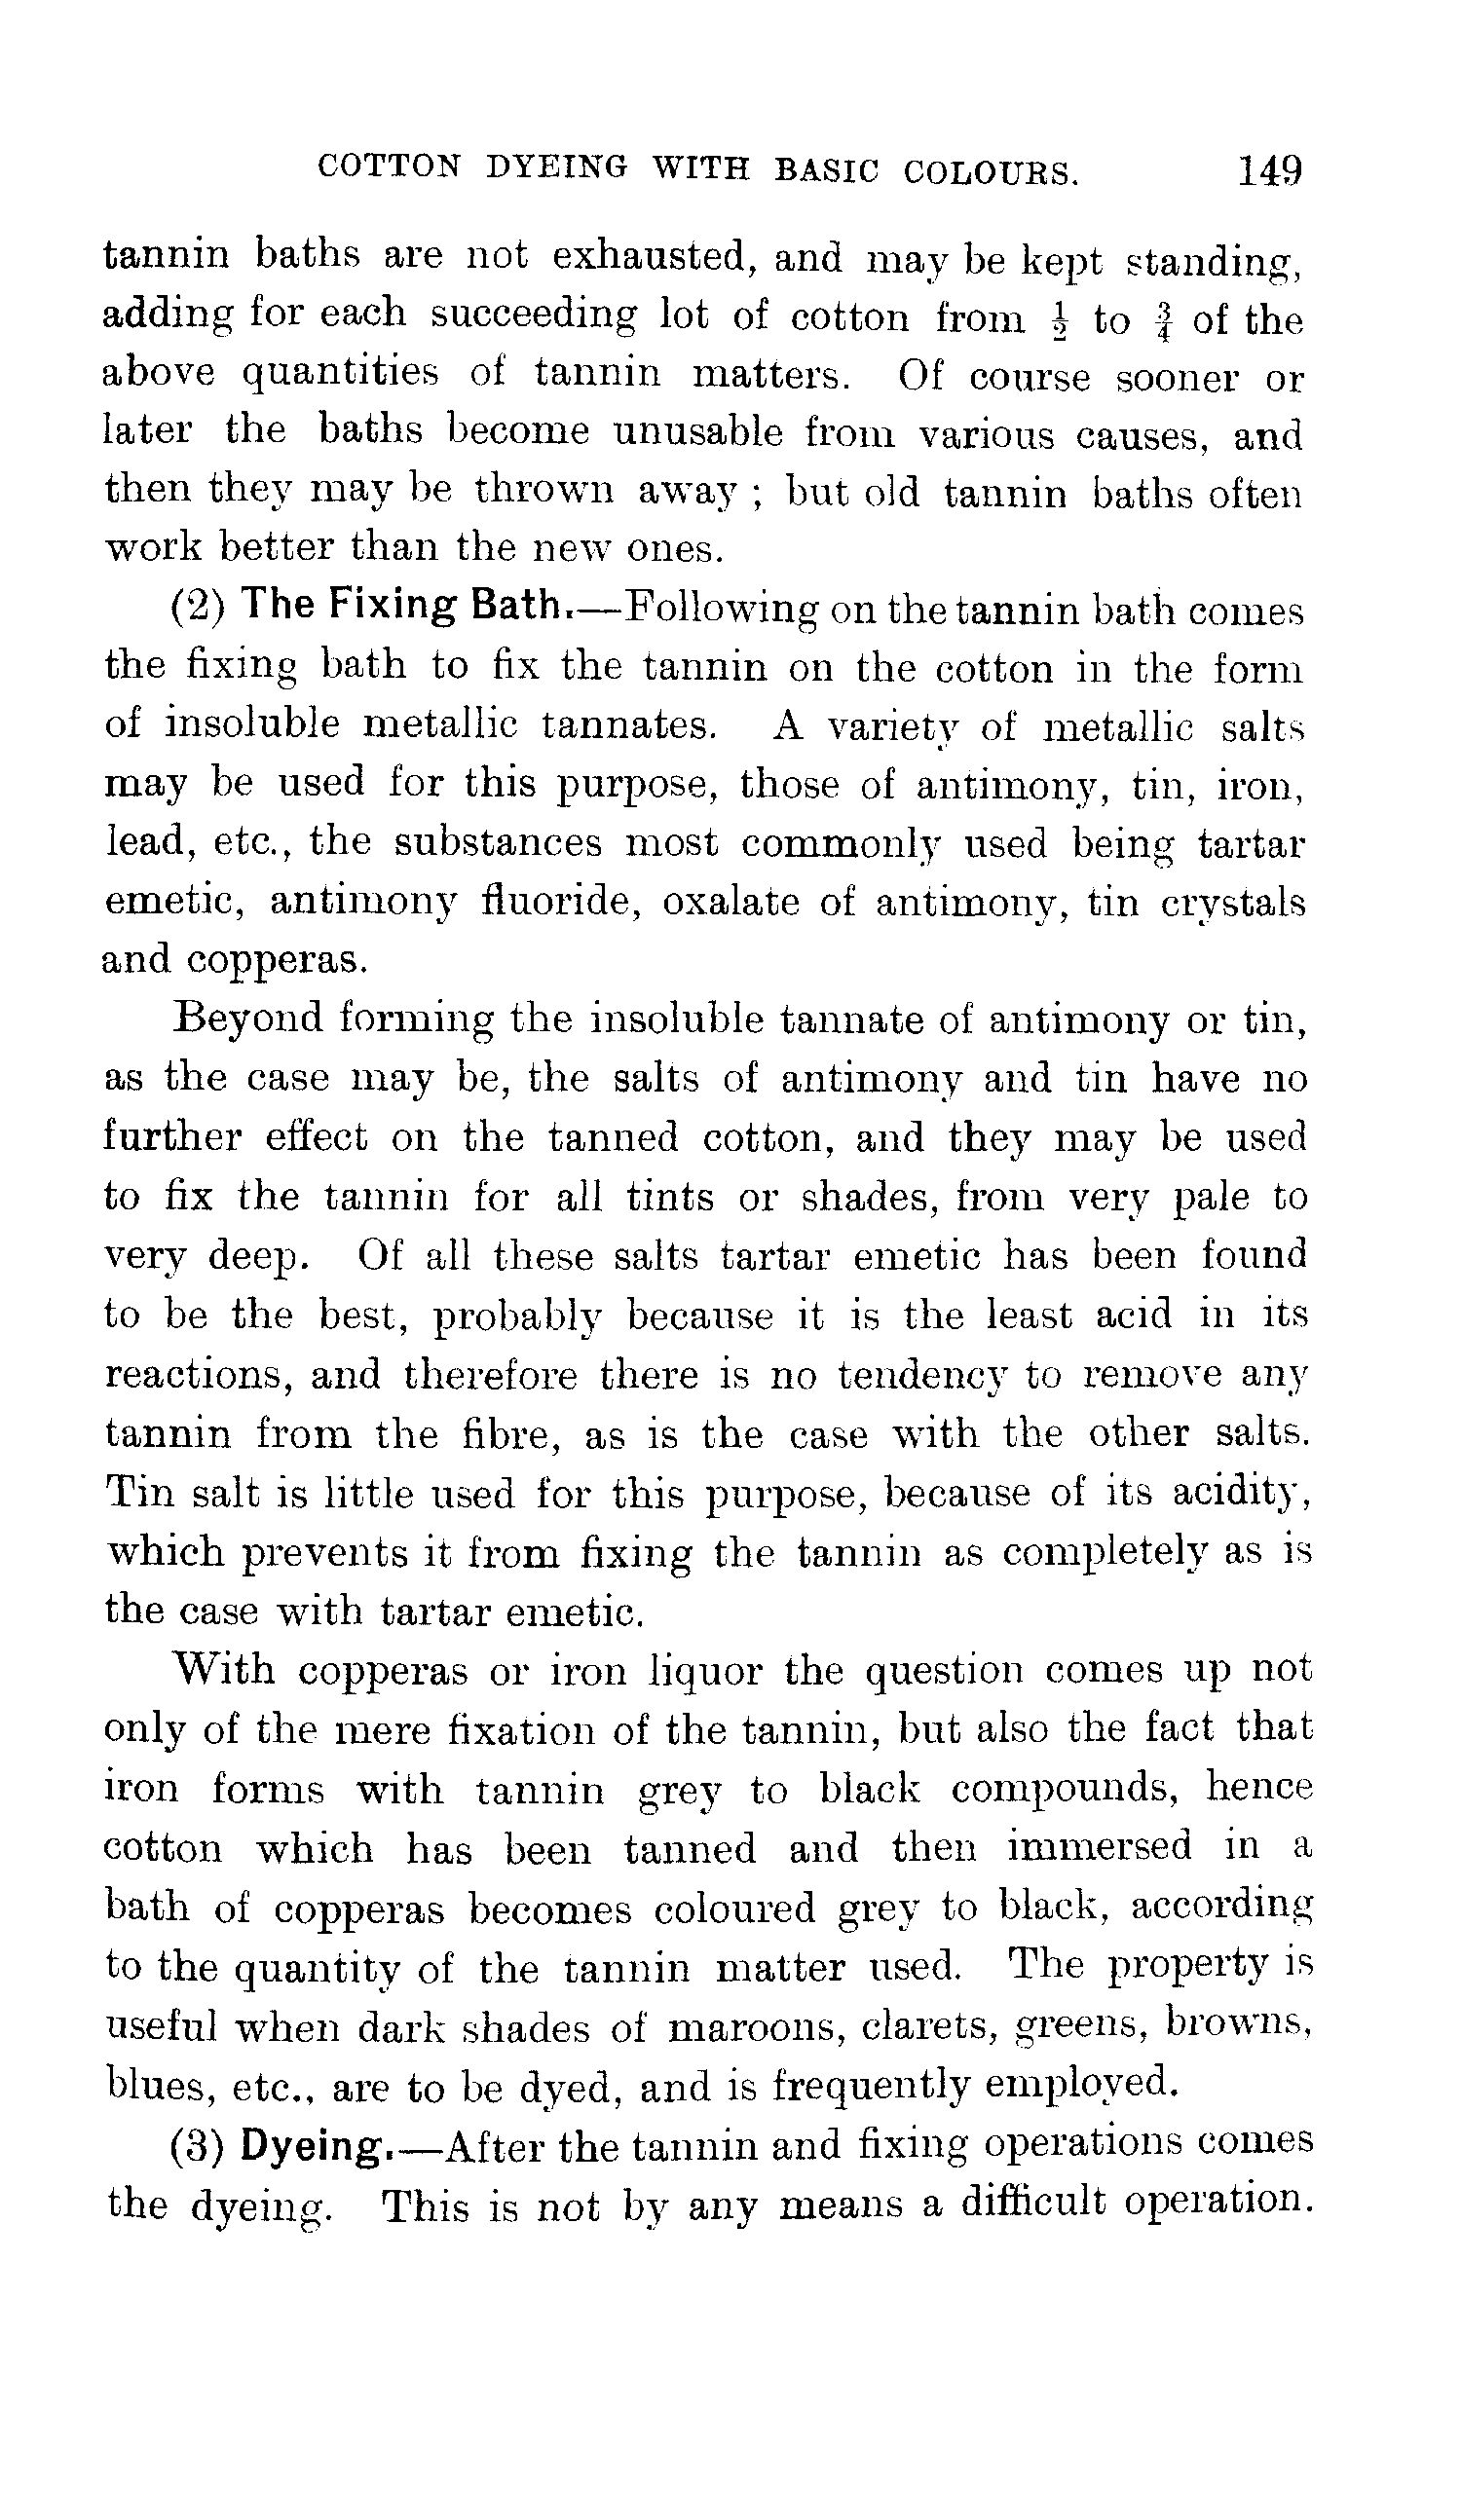 COTTON DYEING WITH BASIC COLOURS. 149
tannin baths are not exhausted, and may be kept standing,
adding for each succeeding lot of cotton from ½ to ¾ of the
above quantities of tannin matters. Of course sooner or
later the baths become unusable from various causes, and
then they may be thrown away ; but old tannin baths often
work better than the new ones.
(2) The Fixing Bath.—Following on the tannin bath comes
the fixing bath to fix the tannin on the cotton in the form
of insoluble metallic tannates. A variety of metallic salts
may be used for this purpose, those of antimony, tin, iron,
lead, etc., the substances most commonly used being tartar
emetic, antimony fluoride, oxalate of antimony, tin crystals
and copperas.
Beyond forming the insoluble tannate of antimony or tin,
as the case may be, the salts of antimony and tin have no
further effect on the tanned cotton, and they may be used
to fix the tannin for all tints or shades, from very pale to
very deep. Of all these salts tartar emetic has been found
to be the best, probably because it is the least acid in its
reactions, and therefore there is no tendency to remove any
tannin from the fibre, as is the case with the other salts.
Tin salt is little used for this purpose, because of its acidity,
which prevents it from fixing the tannin as completely as is
the case with tartar emetic.
With copperas or iron liquor the question comes up not
only of the mere fixation of the tannin, but also the fact that
iron forms with tannin grey to black compounds, hence
cotton which has been tanned and then immersed in a
bath of copperas becomes coloured grey to black, according
to the quantity of the tannin matter used. The property is
useful when dark shades of maroons, clarets, greens, browns,
blues, etc., are to be dyed, and is frequently employed.
(3) Dyeing.—After the tannin and fixing operations comes
the dyeing. This is not by any means a difficult operation.